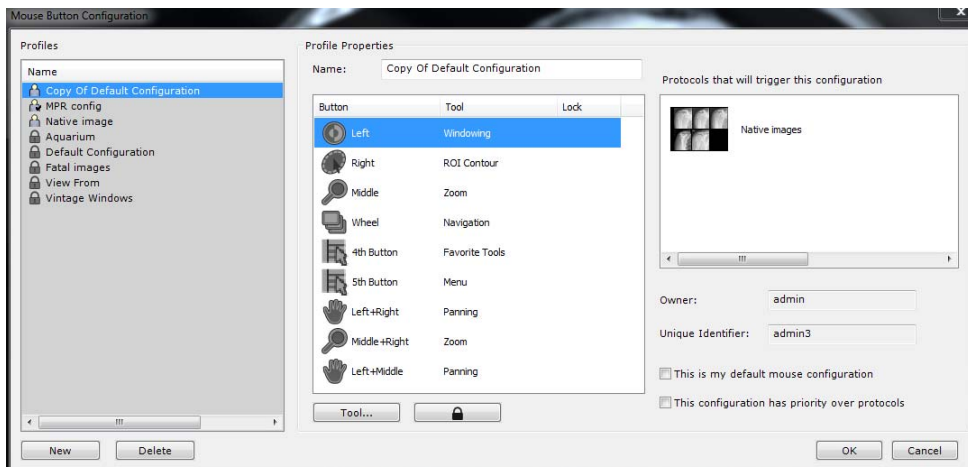 Mouse Button Configuration
x
Profiles
Name
Copy Of Default Configuration
MPR config
Native image
Aquarium
Default Configuration
Fatal images
View From
Vintage Windows
New
Delete
Profile Properties
Name: Copy Of Default Configuration
Button Tool Lock
Left Windowing
Right ROI Contour
Middle Zoom
Wheel Navigation
4th Button Favorite Tools
5th Button Menu
Left+Right Panning
Middle+Right Zoom
Left+Middle Panning
Tool...
Protocols that will trigger this configuration
Native images
Owner: admin
Unique Identifier: admin3
This is my default mouse configuration
This configuration has priority over protocols
OK
Cancel